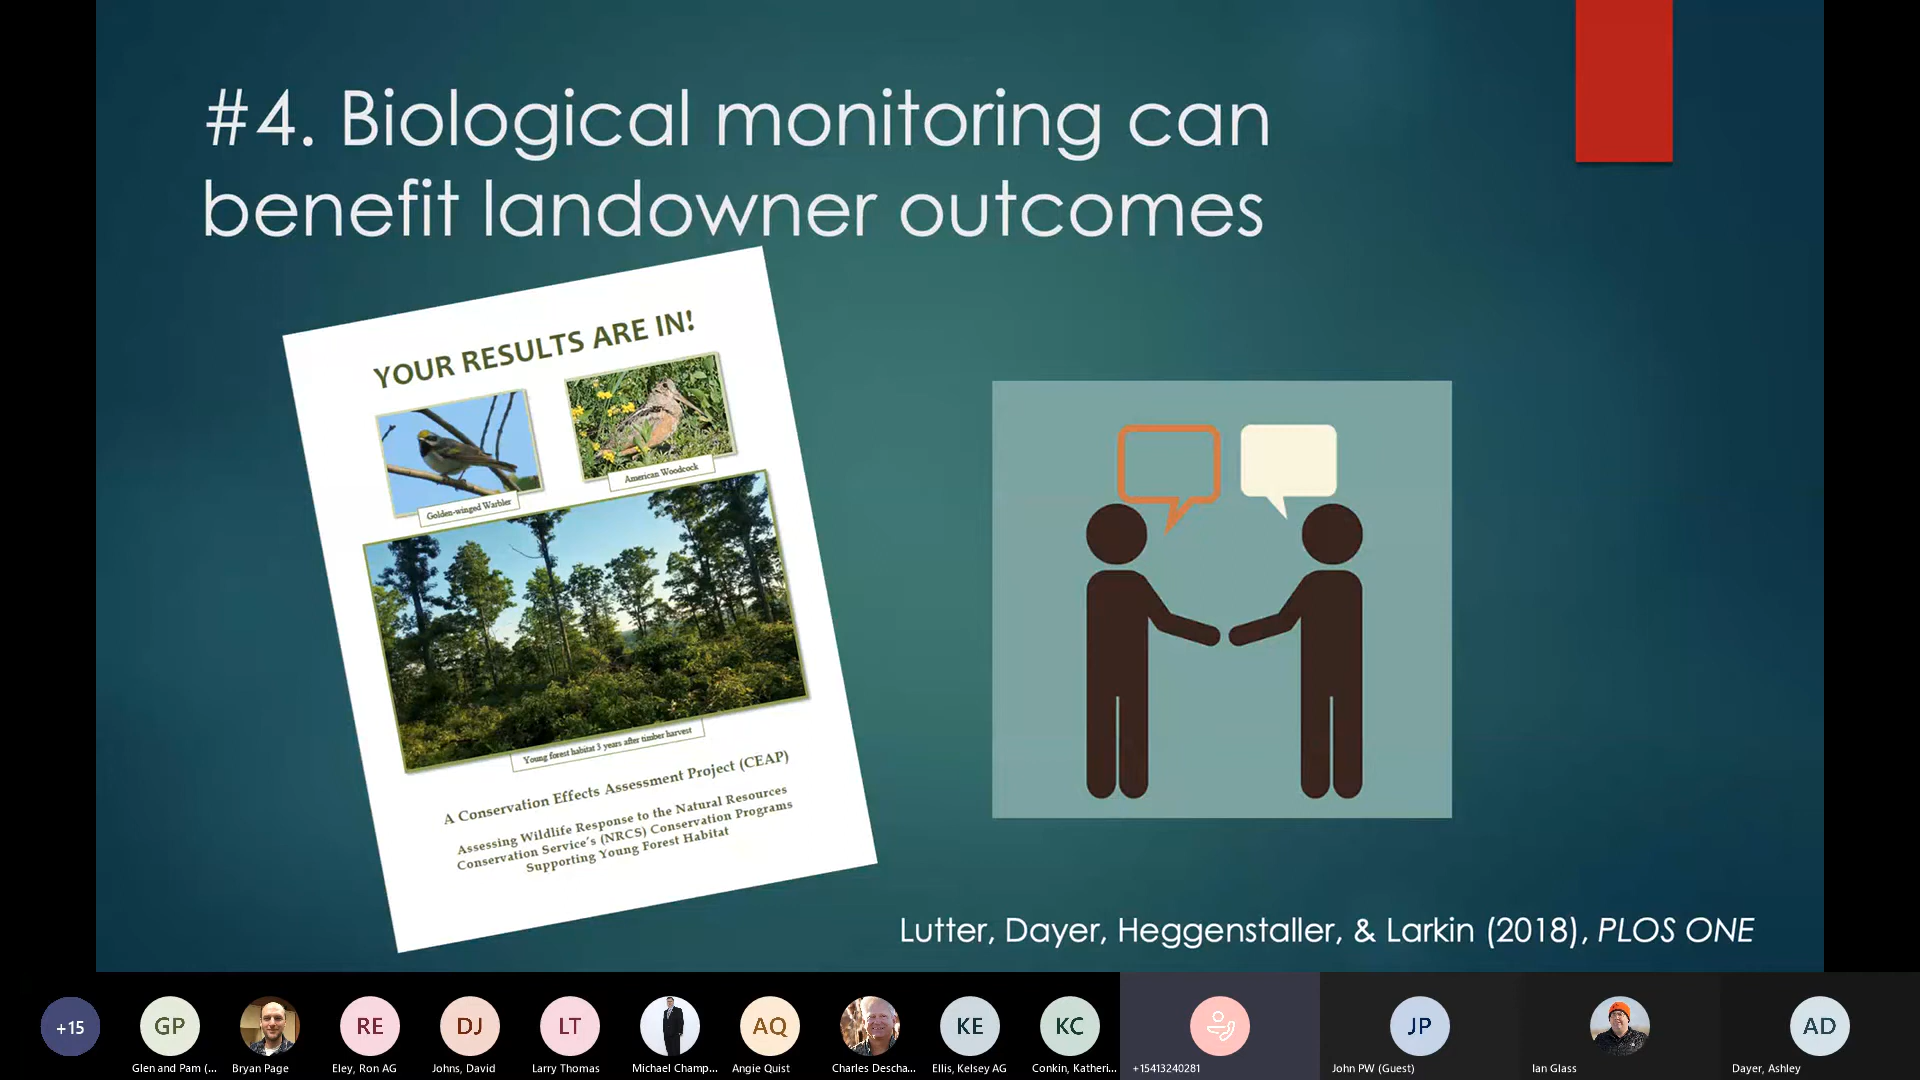 #4. Biological monitoring can
benefit landowner outcomes
YOUR RESULTS ARE IN!
Golden-winged Warbler
American Woodcock
Young forest habitat 3 years after timber harvest
A Conservation Effects Assessment Project (CEAP)
Assessing Wildlife Response to the Natural Resources
Conservation Service's (NRCS) Conservation Programs
Supporting Young Forest Habitat
Lutter, Dayer, Heggenstaller, & Larkin (2018), PLOS ONE
+15
GP
RE
DJ
LT
AQ
KE
KC
JP
AD
Glen and Pam (...
Bryan Page
Eley, Ron AG
Johns, David
Larry Thomas
Michael Champ...
Angie Quist
Charles Descha...
Ellis, Kelsey AG
Conkin, Katheri...
+15413240281
John PW (Guest)
Ian Glass
Dayer, Ashley